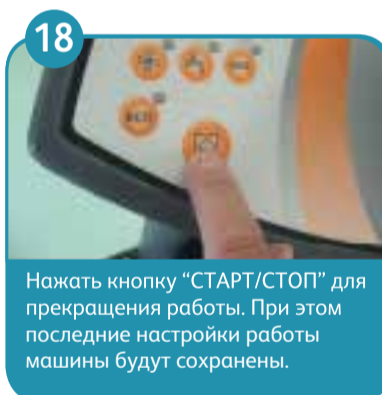 18
Нажать кнопку “СТАРТ/СТОП” для
прекращения работы. При этом
последние настройки работы
машины будут сохранены.